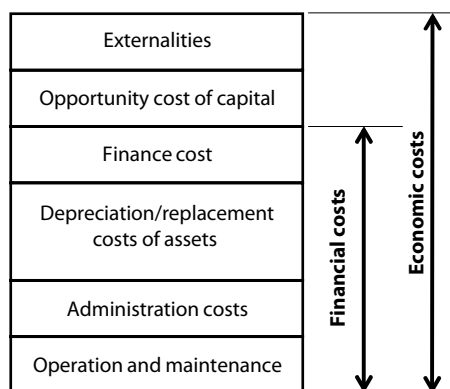 Externalities
Opportunity cost of capital
Finance cost
Depreciation/replacement
costs of assets
Administration costs
Operation and maintenance
Financial costs
Economic costs